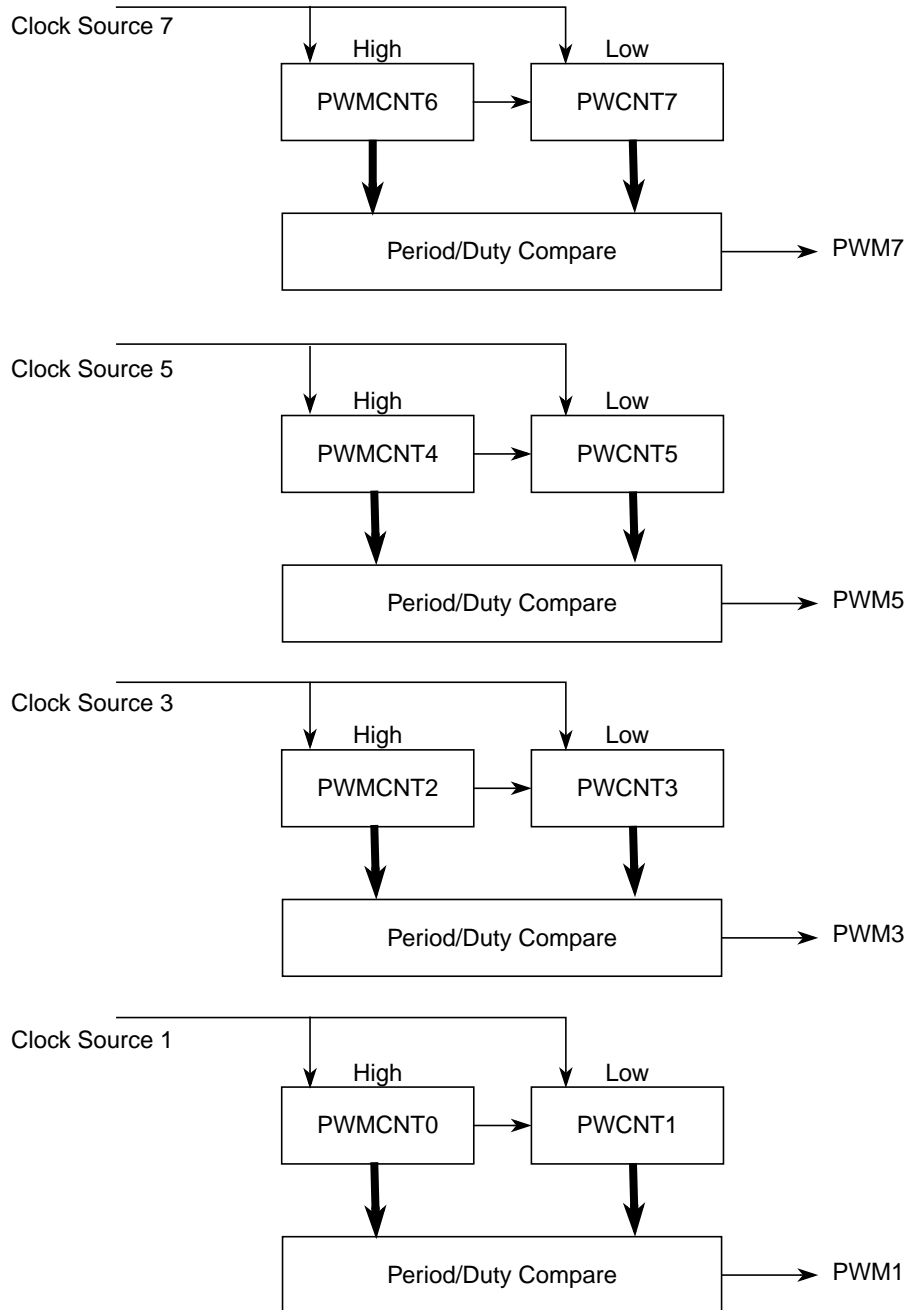 Clock Source 7
High
Low
PWMCNT6
PWCNT7
Period/Duty Compare
PWM7
Clock Source 5
High
Low
PWMCNT4
PWCNT5
Period/Duty Compare
PWM5
Clock Source 3
High
Low
PWMCNT2
PWCNT3
Period/Duty Compare
PWM3
Clock Source 1
High
Low
PWMCNT0
PWCNT1
Period/Duty Compare
PWM1